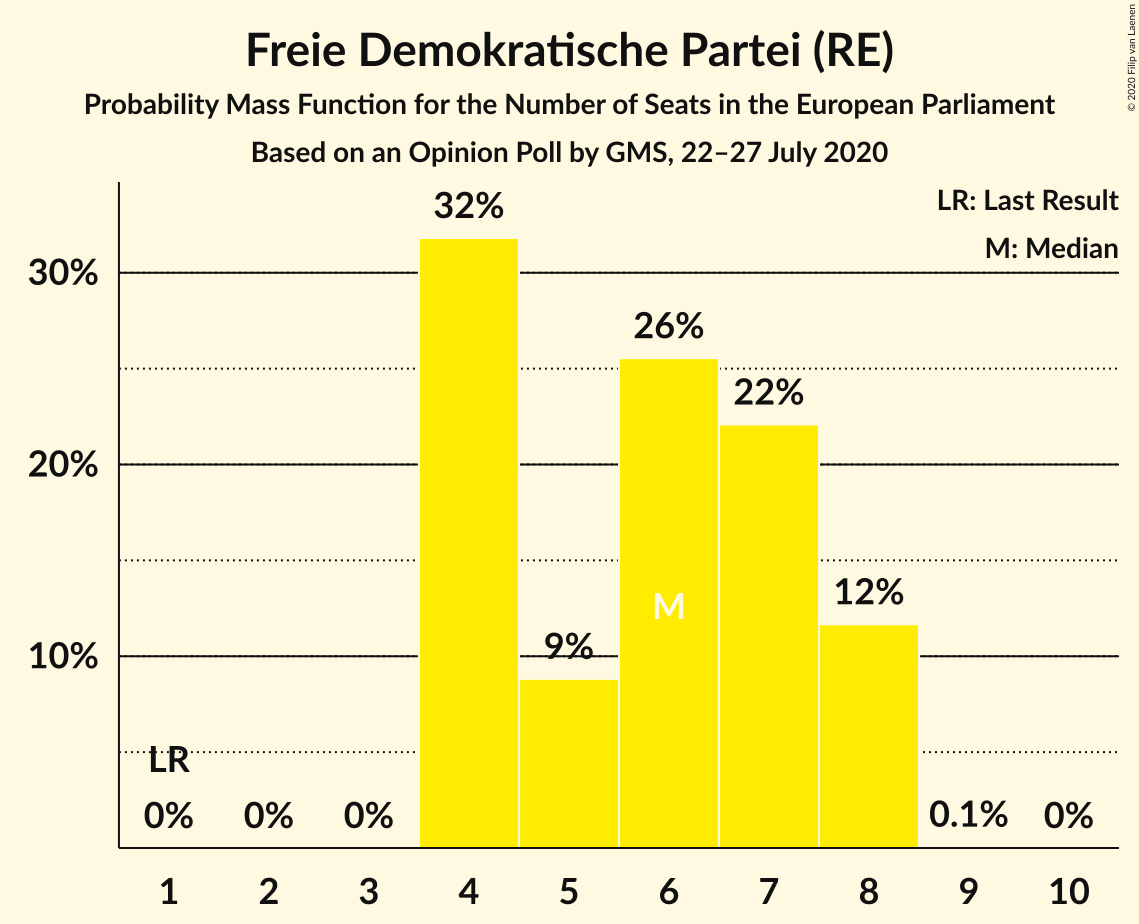 Freie Demokratische Partei (RE)
Probability Mass Function for the Number of Seats in the European Parliament
Based on an Opinion Poll by GMS, 22–27 July 2020
© 2020 Filip van Laenen
LR: Last Result
M: Median
32%
30%
26%
22%
20%
12%
M
9%
10%
LR
0%
0%
0%
0.1%
0%
1 2 3 4 5 6 7 8 9 10